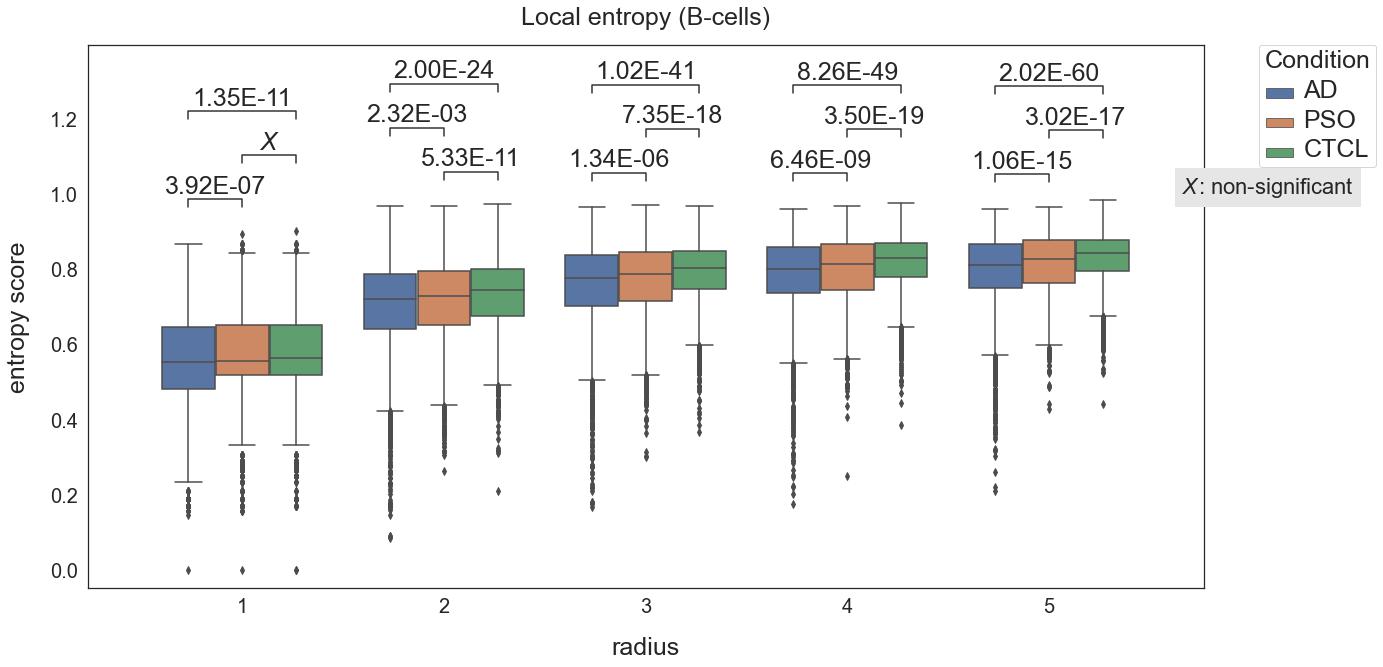 Local entropy (B-cells)
entropy score
1.2
1.0
0.8
0.6
0.4
0.2
0.0
1.35E-11
X
3.92E-07
2.00E-24
2.32E-03
5.33E-11
1.02E-41
7.35E-18
1.34E-06
8.26E-49
3.50E-19
6.46E-09
2.02E-60
3.02E-17
1.06E-15
1
2
3
4
5
radius
Condition
AD
PSO
CTCL
X: non-significant